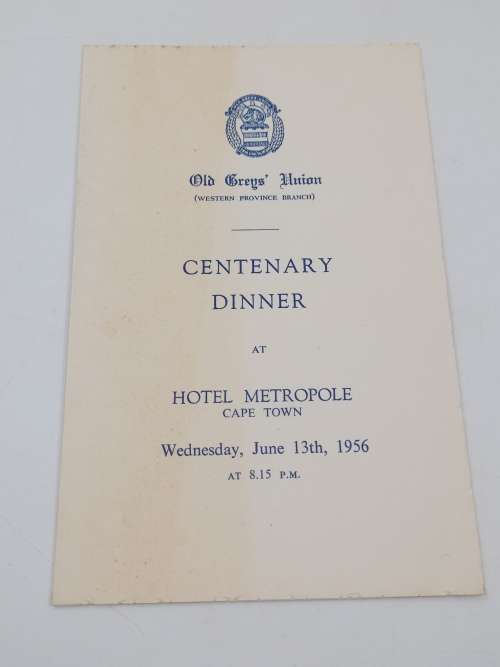 Old Greys' Union
(WESTERN PROVINCE BRANCH)
CENTENARY
DINNER
AT
HOTEL METROPOLE
CAPE TOWN
Wednesday, June 13th, 1956
AT 8.15 P.M.